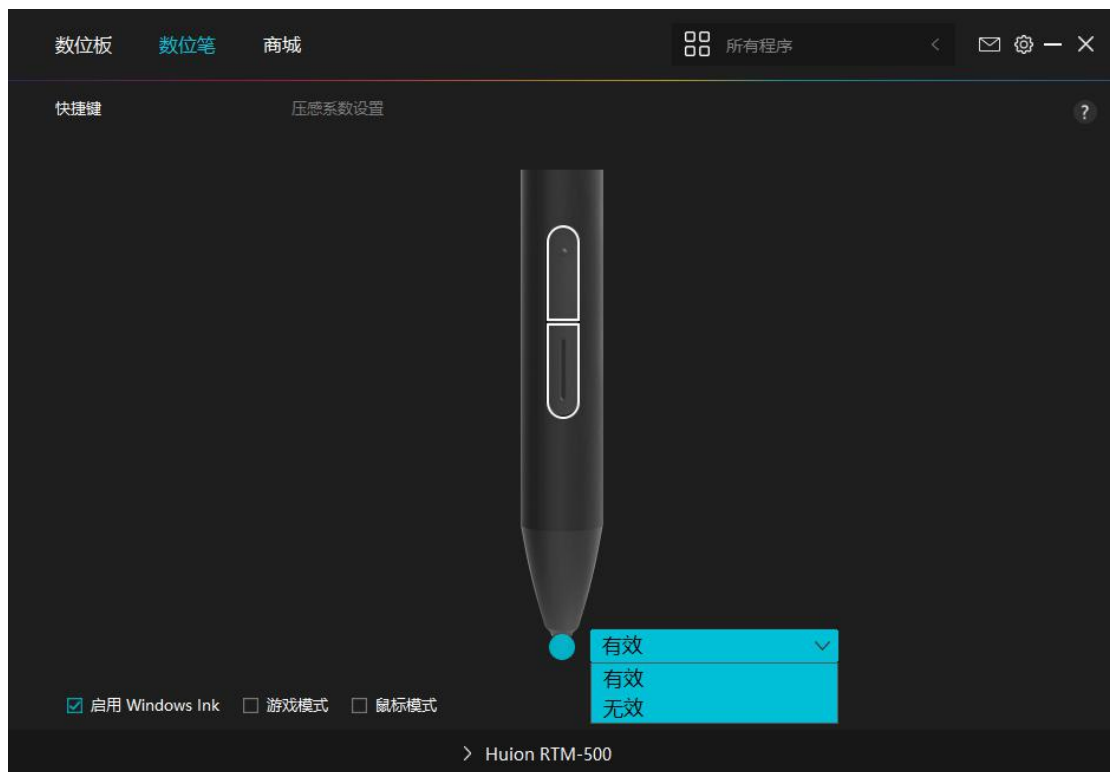 数位板 数位笔 商城 所有程序
快捷键 压感系数设置 ?
有效
有效
无效
启用 Windows Ink 游戏模式 鼠标模式
Huion RTM-500